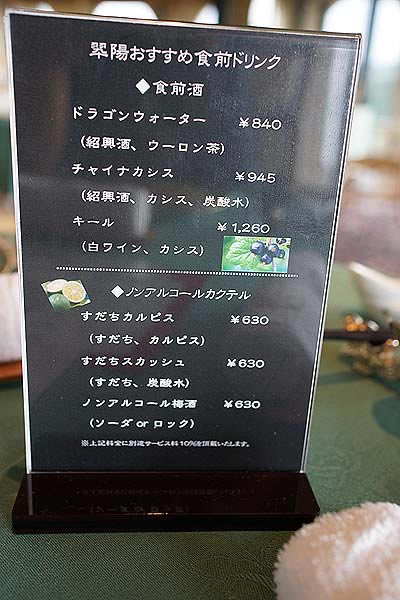 翆陽おすすめ食前ドリンク
◆食前酒
ドラゴンウォーター ￥840
(紹興酒、ウーロン茶)
チャイナカシス ￥945
(紹興酒、カシス、炭酸水)
キール ￥1,260
(白ワイン、カシス)
◆ノンアルコールカクテル
すだちカルピス ￥630
(すだち、カルピス)
すだちスカッシュ ￥630
(すだち、炭酸水)
ノンアルコール梅酒 ￥630
(ソーダ or ロック)
※上記料金に別途サービス料10%を頂戴いたします。